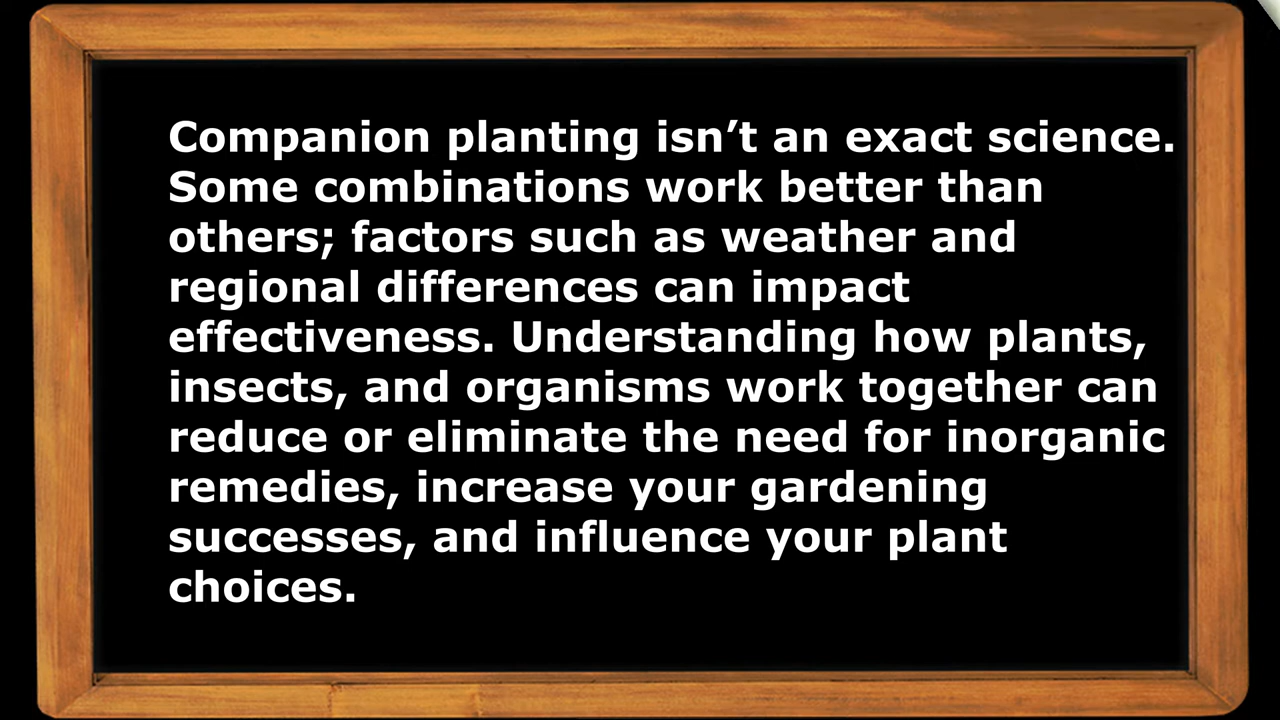 Companion planting isn’t an exact science.
Some combinations work better than
others; factors such as weather and
regional differences can impact
effectiveness. Understanding how plants,
insects, and organisms work together can
reduce or eliminate the need for inorganic
remedies, increase your gardening
successes, and influence your plant
choices.